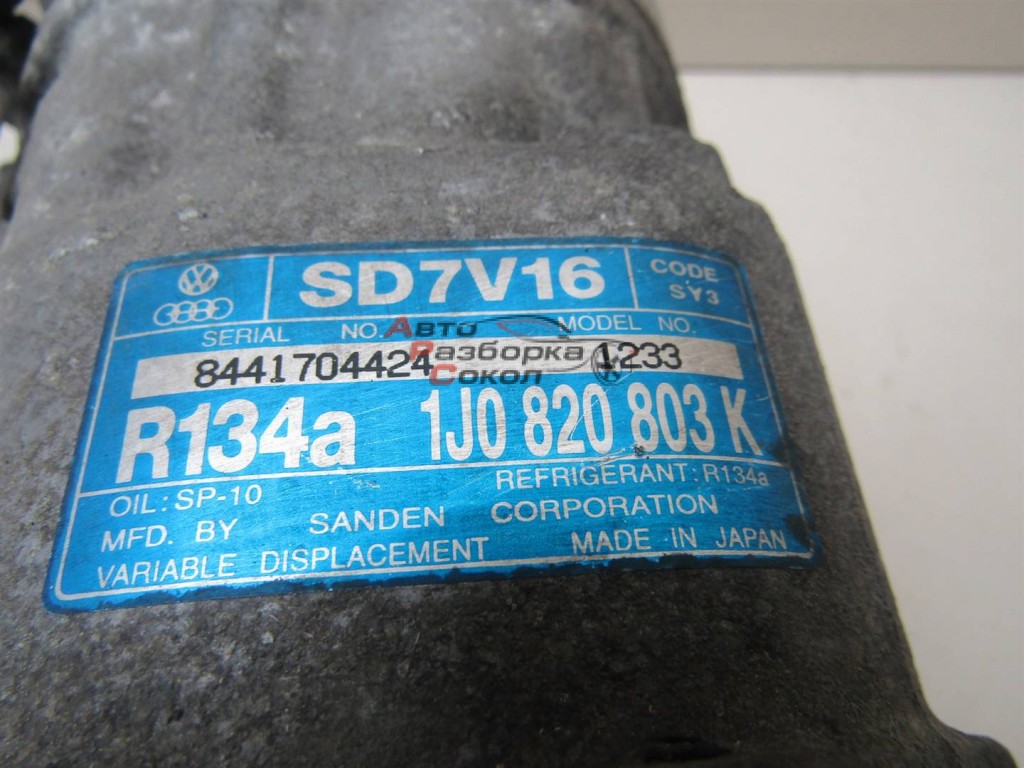 SD7V16
CODE
SY3
SERIAL NO.
MODEL NO.
8441704424
1233
Авто
Разборка
Сокол
R134a
1J0 820 803 K
OIL: SP-10
REFRIGERANT: R134a
MFD. BY SANDEN CORPORATION
VARIABLE DISPLACEMENT
MADE IN JAPAN